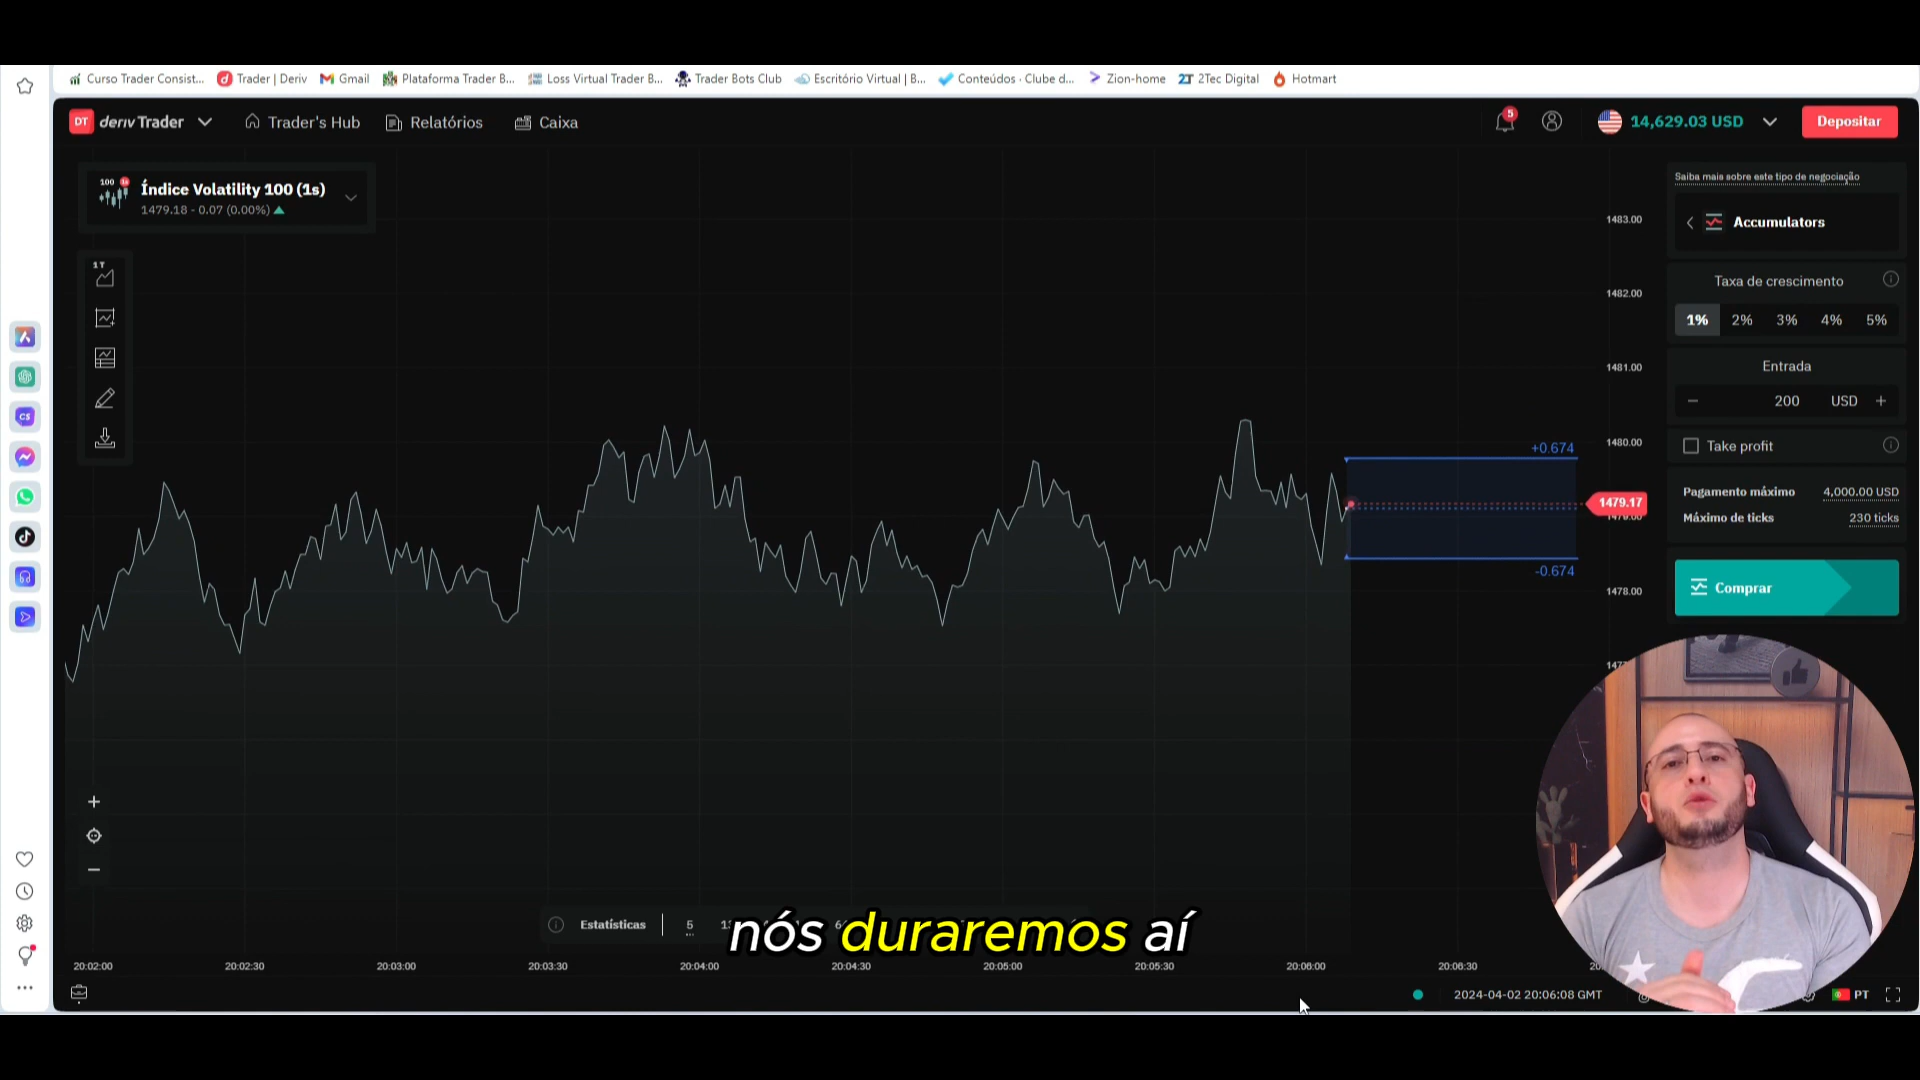 Curso Trader Consist... Trader | Deriv Gmail Plataforma Trader B... Loss Virtual Trader B... Trader Bots Club Escritório Virtual | B... Conteúdos · Clube d... Zion-home 2Tec Digital Hotmart
DT deriv Trader Trader's Hub Relatórios Caixa 5 14,629.03 USD Depositar
100 1s Índice Volatility 100 (1s)
1479.18 - 0.07 (0.00%)
1T
Saiba mais sobre este tipo de negociação
Accumulators
Taxa de crescimento
1% 2% 3% 4% 5%
Entrada
− 200 USD +
Take profit
Pagamento máximo 4,000.00 USD
Máximo de ticks 230 ticks
Comprar
1483.00
1482.00
1481.00
1480.00
+0.674
1479.17
-0.674
1478.00
CS
Estatísticas 5
nós duraremos aí
20:02:00 20:02:30 20:03:00 20:03:30 20:04:00 20:04:30 20:05:00 20:05:30 20:06:00 20:06:30
2024-04-02 20:06:08 GMT PT